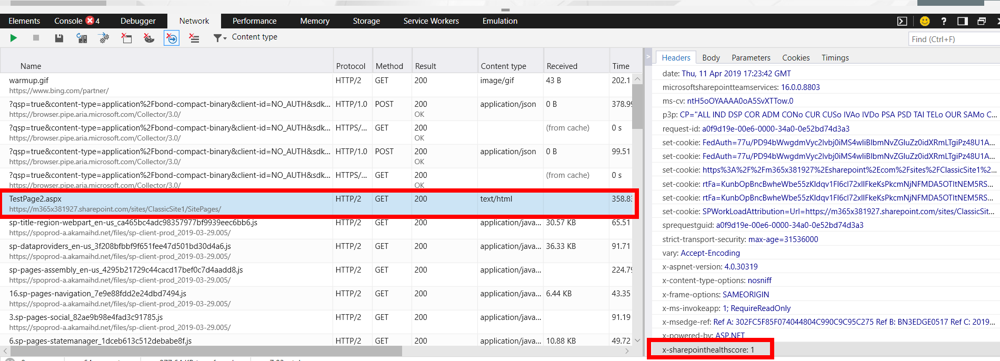 Elements Console 4 Debugger Network Performance Memory Storage Service Workers Emulation ?
Content type
Find (Ctrl+F)
Name Protocol Method Result Content type Received Time
warmup.gif HTTP/2 GET 200 image/gif 43 B 202.1
https://www.bing.com/partner/
?qsp=true&content-type=application%2Fbond-compact-binary&client-id=NO_AUTH&sdk... HTTP/1.0 POST 200 application/json 0 B 378.99
https://browser.pipe.aria.microsoft.com/Collector/3.0/ OK
?qsp=true&content-type=application%2Fbond-compact-binary&client-id=NO_AUTH&sdk... HTTPS/... GET 200 (from cache) 0 s
https://browser.pipe.aria.microsoft.com/Collector/3.0/ OK
?qsp=true&content-type=application%2Fbond-compact-binary&client-id=NO_AUTH&sdk... HTTP/1.0 POST 200 application/json 0 B 99.51
https://browser.pipe.aria.microsoft.com/Collector/3.0/ OK
?qsp=true&content-type=application%2Fbond-compact-binary&client-id=NO_AUTH&sdk... HTTPS/... GET 200 (from cache) 0 s
https://browser.pipe.aria.microsoft.com/Collector/3.0/ OK
TestPage2.aspx HTTP/2 GET 200 text/html 358.83
https://m365x381927.sharepoint.com/sites/ClassicSite1/SitePages/
sp-title-region-webpart_en-us_ca465bc4adc98357977bf9939eec6bb6.js HTTP/2 GET 200 application/java... 30.57 KB 65.51
https://spoprod-a.akamaihd.net/files/sp-client-prod_2019-03-29.005/
sp-dataproviders_en-us_3f208bfbbf9f651fee47d501bd30d4a6.js HTTP/2 GET 200 application/java... 36.33 KB 91.71
https://spoprod-a.akamaihd.net/files/sp-client-prod_2019-03-29.005/
sp-pages-assembly_en-us_4295b21729c44cacd17bef0c7d4aadd8.js HTTP/2 GET 200 application/java... 224.79
https://spoprod-a.akamaihd.net/files/sp-client-prod_2019-03-29.005/
16.sp-pages-navigation_7e9e88fdd2e24dbd7494.js HTTP/2 GET 200 application/java... 6.44 KB 43.35
https://spoprod-a.akamaihd.net/files/sp-client-prod_2019-03-29.005/
3.sp-pages-social_82ae9b98e4fad3c91785.js HTTP/2 GET 200 application/java... 91.19
https://spoprod-a.akamaihd.net/files/sp-client-prod_2019-03-29.005/
6.sp-pages-statemanager_1dceb613c512debabe8f.js HTTP/2 GET 200 application/java... 10.88 KB 49.72
Headers Body Parameters Cookies Timings
date: Thu, 11 Apr 2019 17:23:42 GMT
microsoftsharepointteamservices: 16.0.0.8803
ms-cv: ntH5oOYAAAA0oA5SvXTTow.0
p3p: CP="ALL IND DSP COR ADM CONo CUR CUSo IVAo IVDo PSA PSD TAI TELo OUR SAMo C...
request-id: a0f9d19e-00e6-0000-34a0-0e52bd74d3a3
set-cookie: FedAuth=77u/PD94bWwgdmVyc2lvbj0iMS4wIiBlbmNvZGluZz0idXRmLTgiPz48U1A...
set-cookie: FedAuth=77u/PD94bWwgdmVyc2lvbj0iMS4wIiBlbmNvZGluZz0idXRmLTgiPz48U1A...
set-cookie: https%3A%2F%2Fm365x381927%2Esharepoint%2Ecom%2Fsites%2FClassicSite1%2...
set-cookie: rtFa=KunbOpBncBwheWbe55zKldqv1Fl6cl72xllFkeKsPkcmNjNFMDA5OTItNEM5RS...
set-cookie: rtFa=KunbOpBncBwheWbe55zKldqv1Fl6cl72xllFkeKsPkcmNjNFMDA5OTItNEM5RS...
set-cookie: SPWorkLoadAttribution=Url=https://m365x381927.sharepoint.com/sites/ClassicSit...
sprequestguid: a0f9d19e-00e6-0000-34a0-0e52bd74d3a3
strict-transport-security: max-age=31536000
vary: Accept-Encoding
x-aspnet-version: 4.0.30319
x-content-type-options: nosniff
x-frame-options: SAMEORIGIN
x-ms-invokeapp: 1; RequireReadOnly
x-msedge-ref: Ref A: 302FC5F85F074044804C990C9C95C275 Ref B: BN3EDGE0517 Ref C: 2019...
x-powered-by: ASP.NET
x-sharepointhealthscore: 1